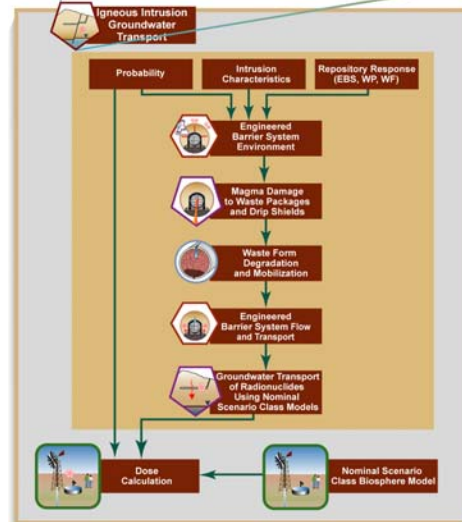 Igneous Intrusion
Groundwater
Transport
Probability
Intrusion
Characteristics
Repository Response
(EBS, WP, WF)
Engineered
Barrier System
Environment
Magma Damage
to Waste Packages
and Drip Shields
Waste Form
Degradation
and Mobilization
Engineered
Barrier System Flow
and Transport
Groundwater Transport
of Radionuclides
Using Nominal
Scenario Class Models
Dose
Calculation
Nominal Scenario
Class Biosphere Model